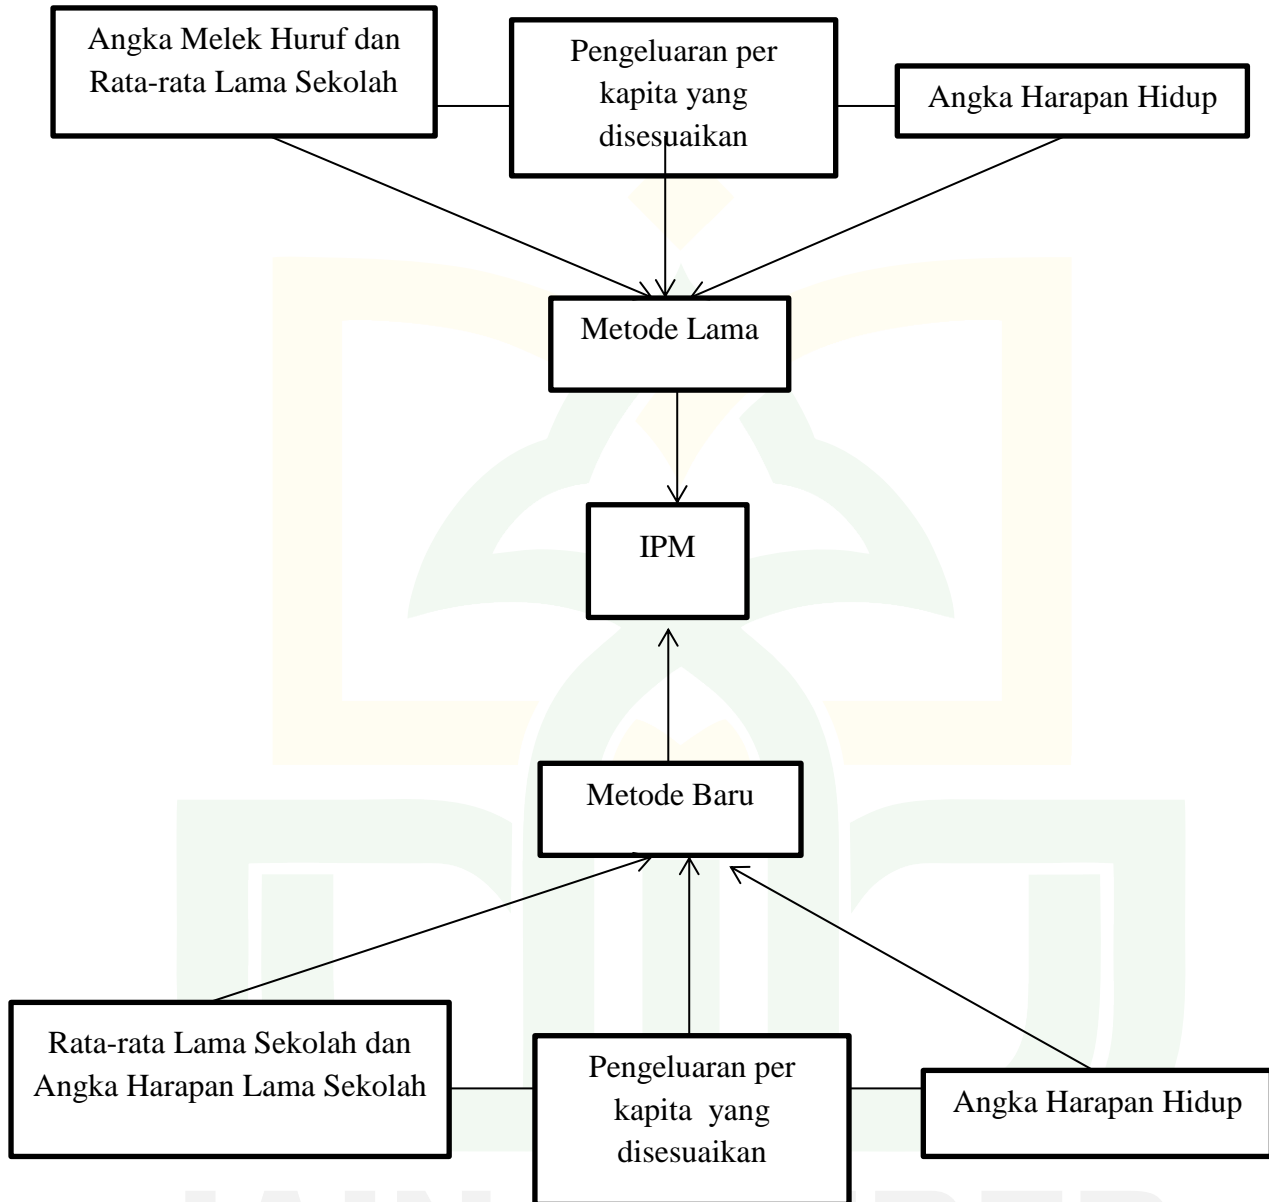 Angka Melek Huruf dan
Rata-rata Lama Sekolah
Pengeluaran per
kapita yang
disesuaikan
Angka Harapan Hidup
Metode Lama
IPM
Metode Baru
Rata-rata Lama Sekolah dan
Angka Harapan Lama Sekolah
Pengeluaran per
kapita yang
disesuaikan
Angka Harapan Hidup